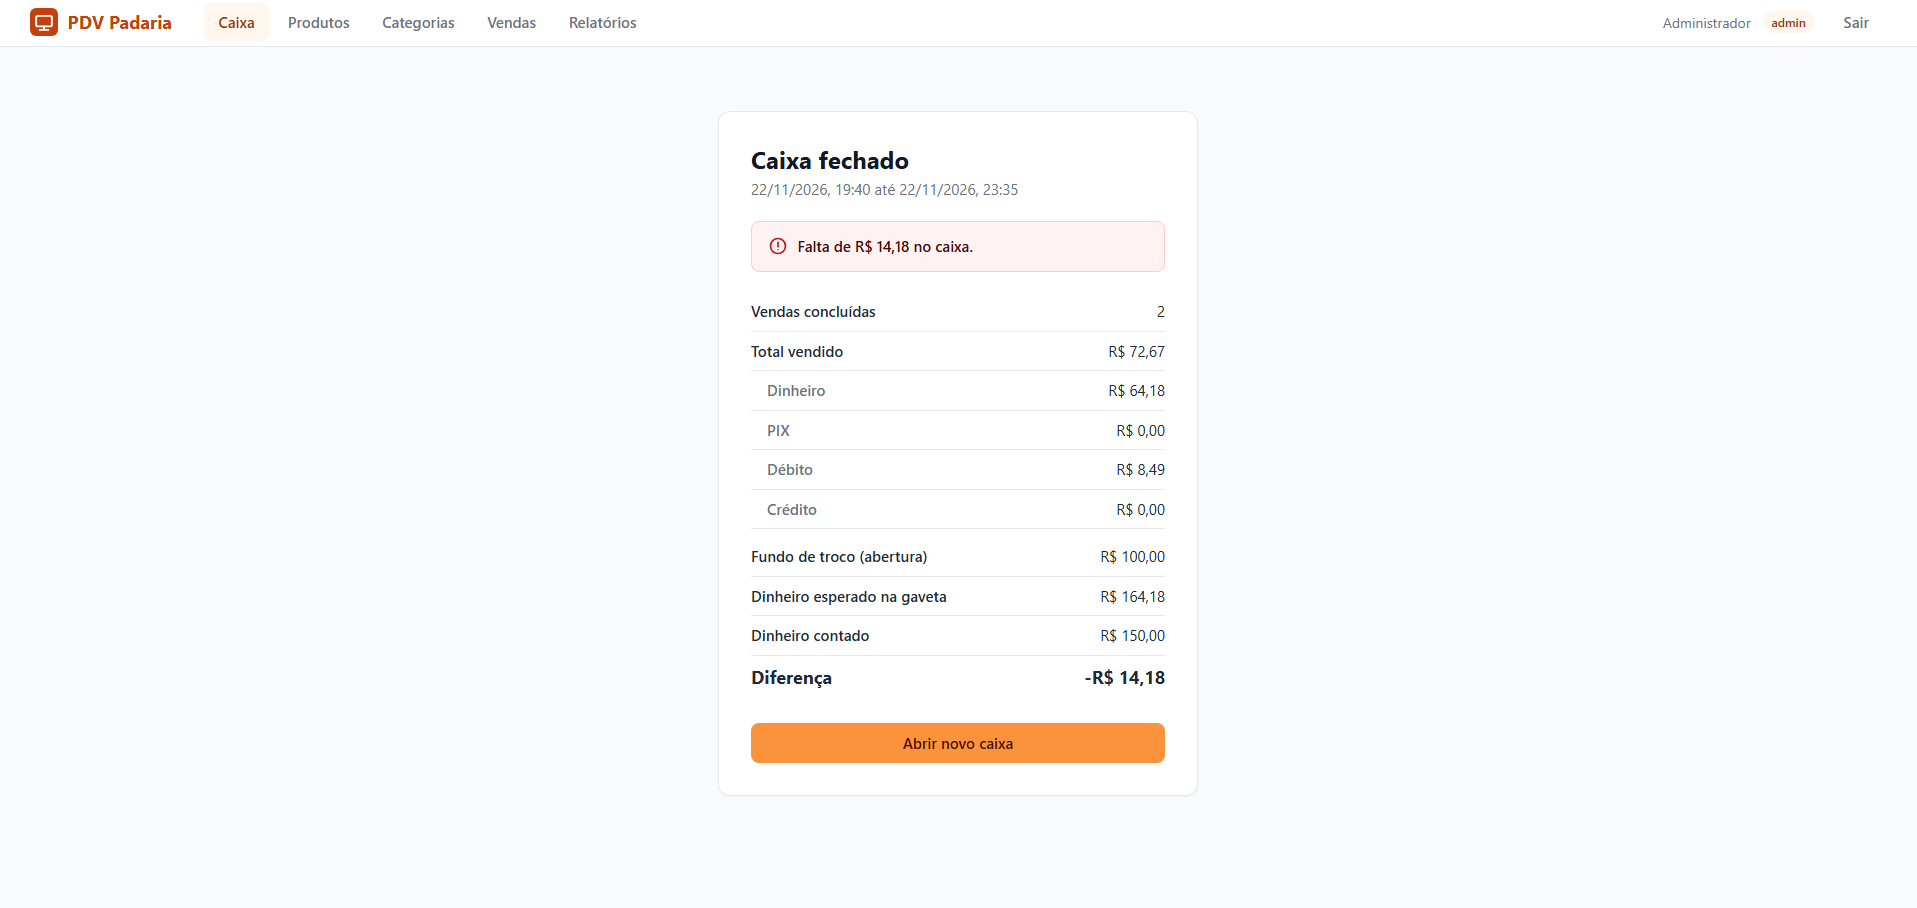 PDV Padaria Caixa Produtos Categorias Vendas Relatórios Administrador admin Sair
Caixa fechado
22/11/2026, 19:40 até 22/11/2026, 23:35
Falta de R$ 14,18 no caixa.
Vendas concluídas 2
Total vendido R$ 72,67
Dinheiro R$ 64,18
PIX R$ 0,00
Débito R$ 8,49
Crédito R$ 0,00
Fundo de troco (abertura) R$ 100,00
Dinheiro esperado na gaveta R$ 164,18
Dinheiro contado R$ 150,00
Diferença -R$ 14,18
Abrir novo caixa